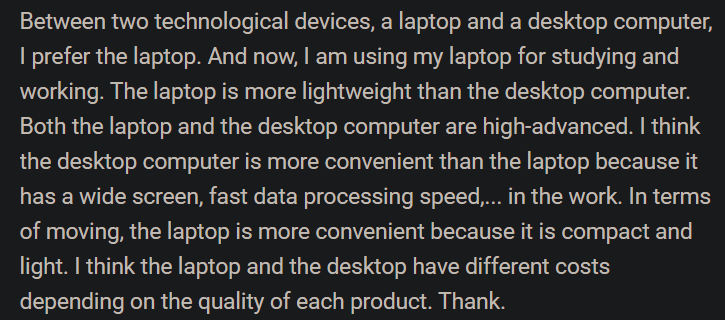 Between two technological devices, a laptop and a desktop computer,
I prefer the laptop. And now, I am using my laptop for studying and
working. The laptop is more lightweight than the desktop computer.
Both the laptop and the desktop computer are high-advanced. I think
the desktop computer is more convenient than the laptop because it
has a wide screen, fast data processing speed,... in the work. In terms
of moving, the laptop is more convenient because it is compact and
light. I think the laptop and the desktop have different costs
depending on the quality of each product. Thank.